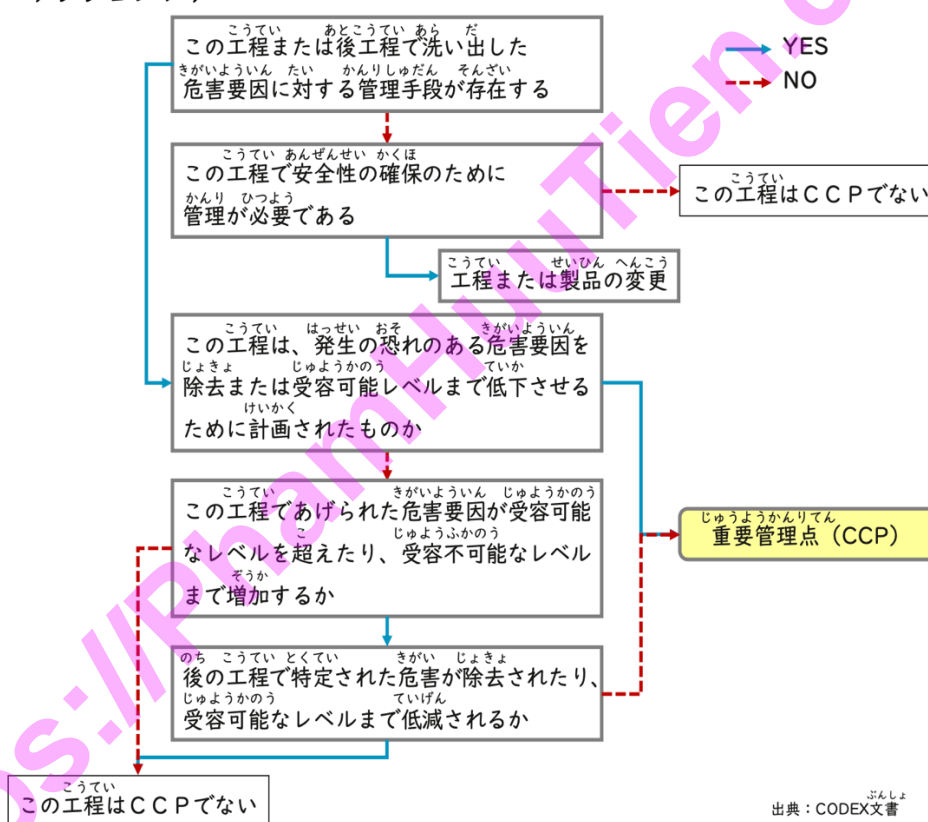 この工程または後工程で洗い出した
危害要因に対する管理手段が存在する
YES
NO
この工程で安全性の確保のために
管理が必要である
この工程はCCPでない
工程または製品の変更
この工程は、発生の恐れのある危害要因を
除去または受容可能レベルまで低下させる
ために計画されたものか
この工程であげられた危害要因が受容可能
なレベルを超えたり、受容不可能なレベル
まで増加するか
重要管理点（CCP）
後の工程で特定された危害が除去されたり、
受容可能なレベルまで低減されるか
この工程はCCPでない
出典：CODEX文書